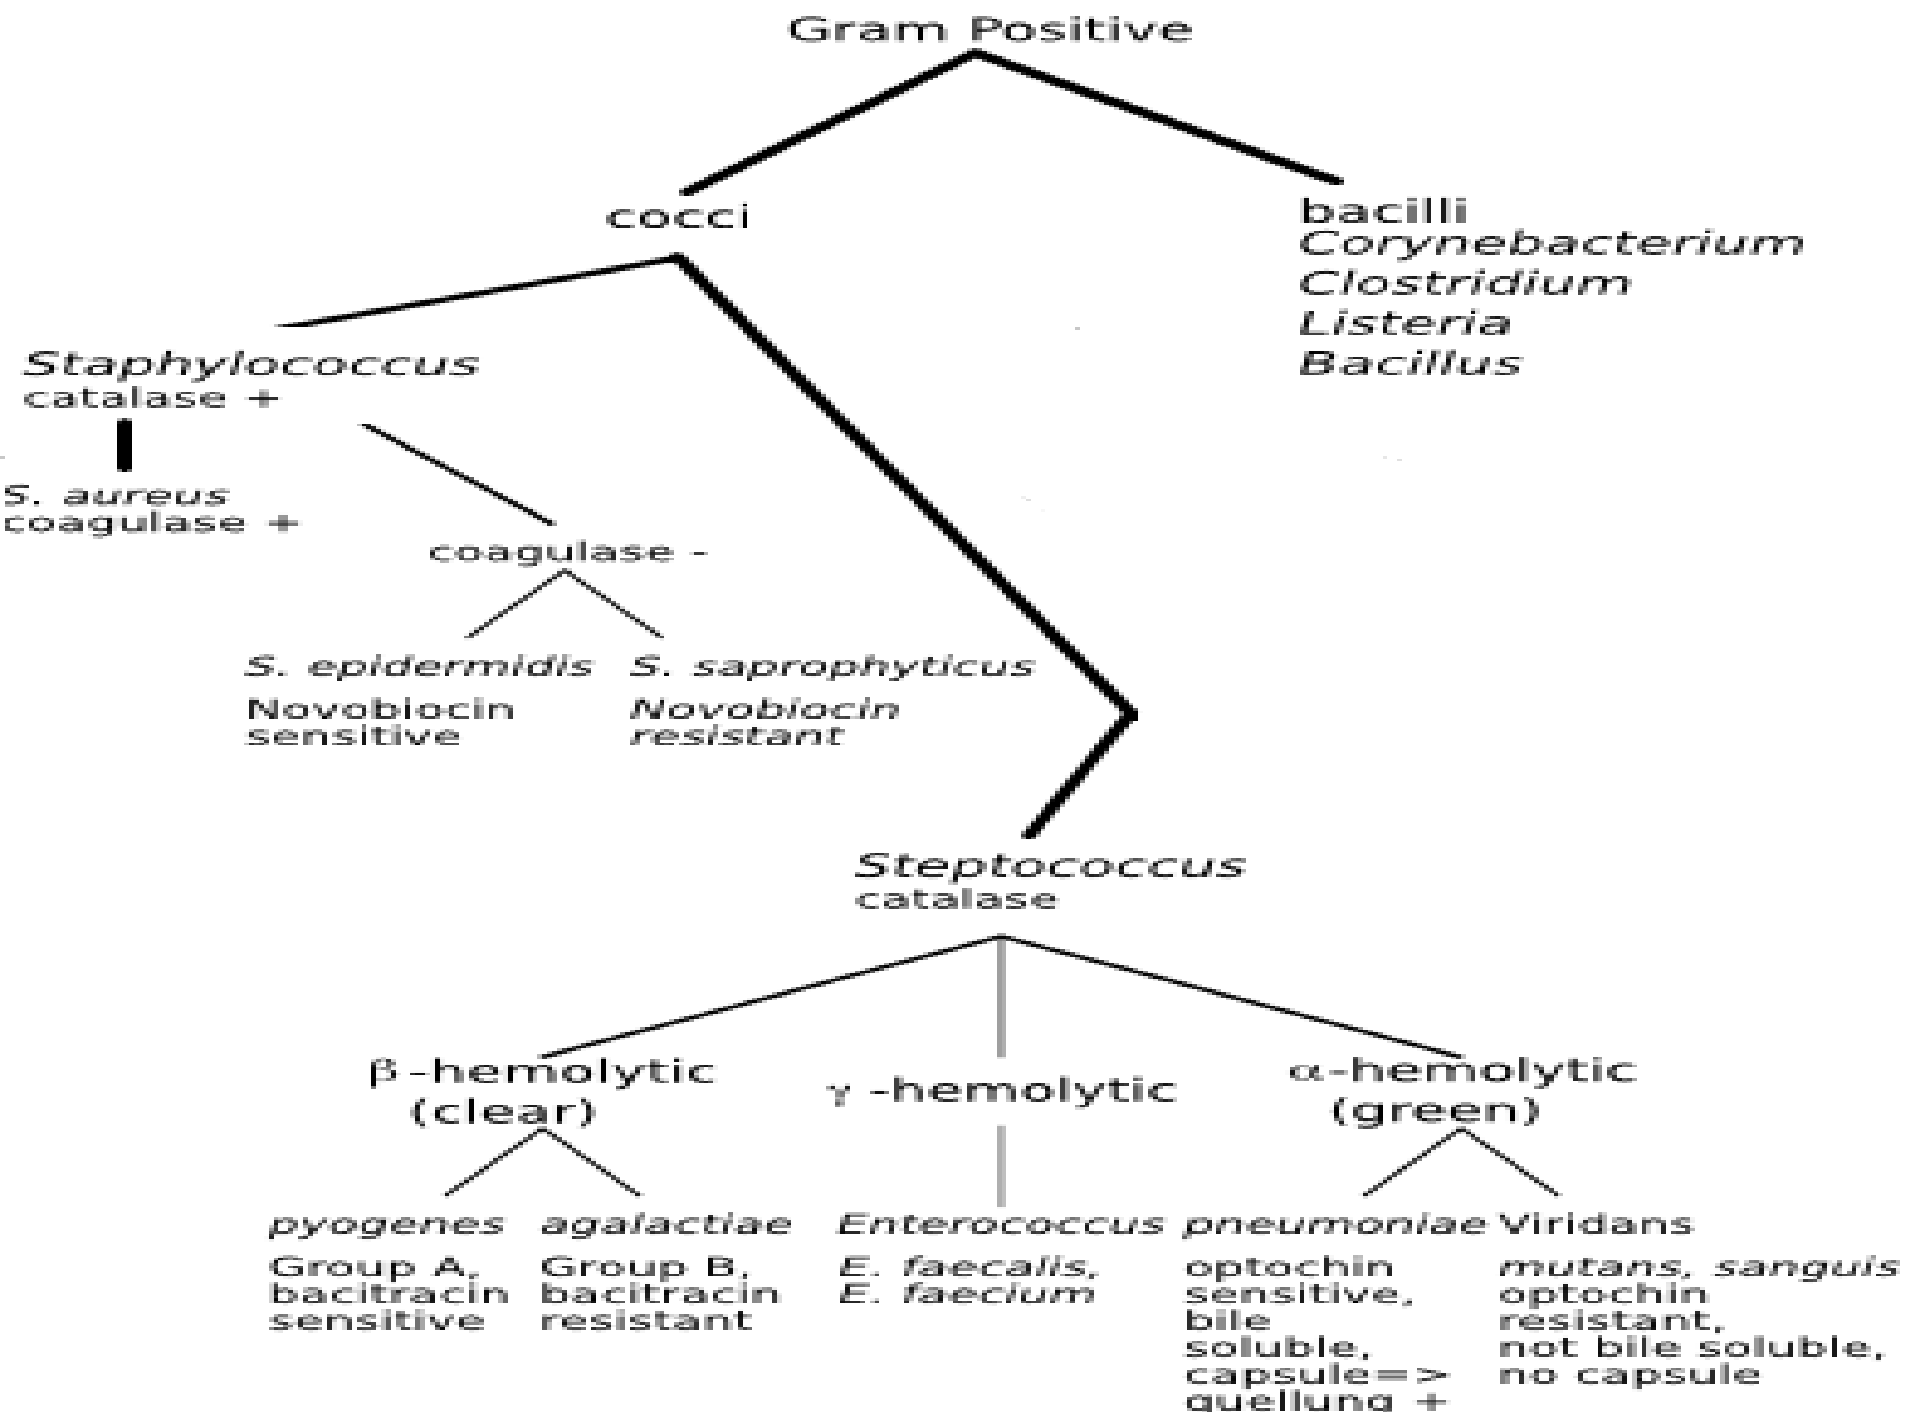 Gram Positive
cocci
bacilli
Corynebacterium
Clostridium
Listeria
Bacillus
Staphylococcus
catalase +
S. aureus
coagulase +
coagulase -
S. epidermidis
Novobiocin
sensitive
S. saprophyticus
Novobiocin
resistant
Steptococcus
catalase
β-hemolytic
(clear)
γ -hemolytic
α-hemolytic
(green)
pyogenes
Group A,
bacitracin
sensitive
agalactiae
Group B,
bacitracin
resistant
Enterococcus
E. faecalis,
E. faecium
pneumoniae
optochin
sensitive,
bile
soluble,
capsule=>
quellung +
Viridans
mutans, sanguis
optochin
resistant,
not bile soluble,
no capsule